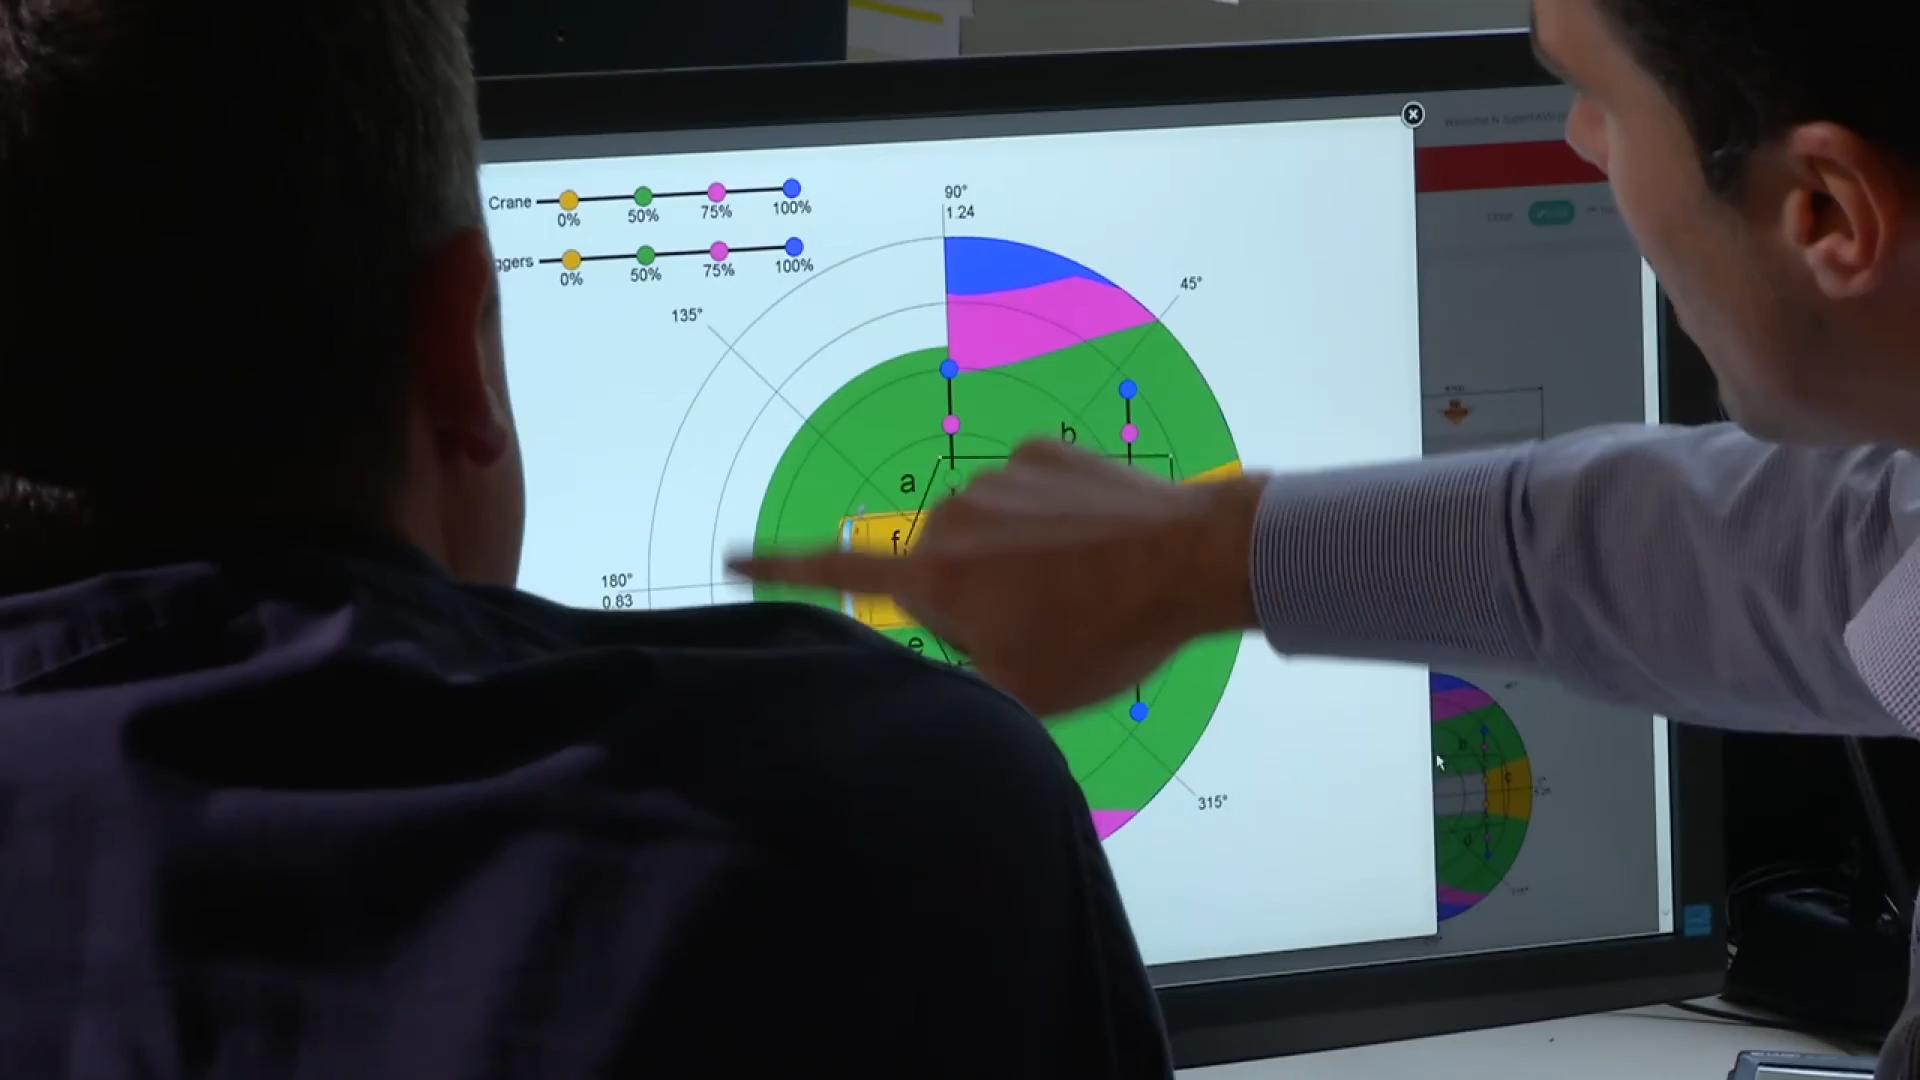 Crane
0% 50% 75% 100%
ggers
0% 50% 75% 100%
90°
1.24
45°
135°
b
a
f
180°
0.83
e
315°
B
c
d